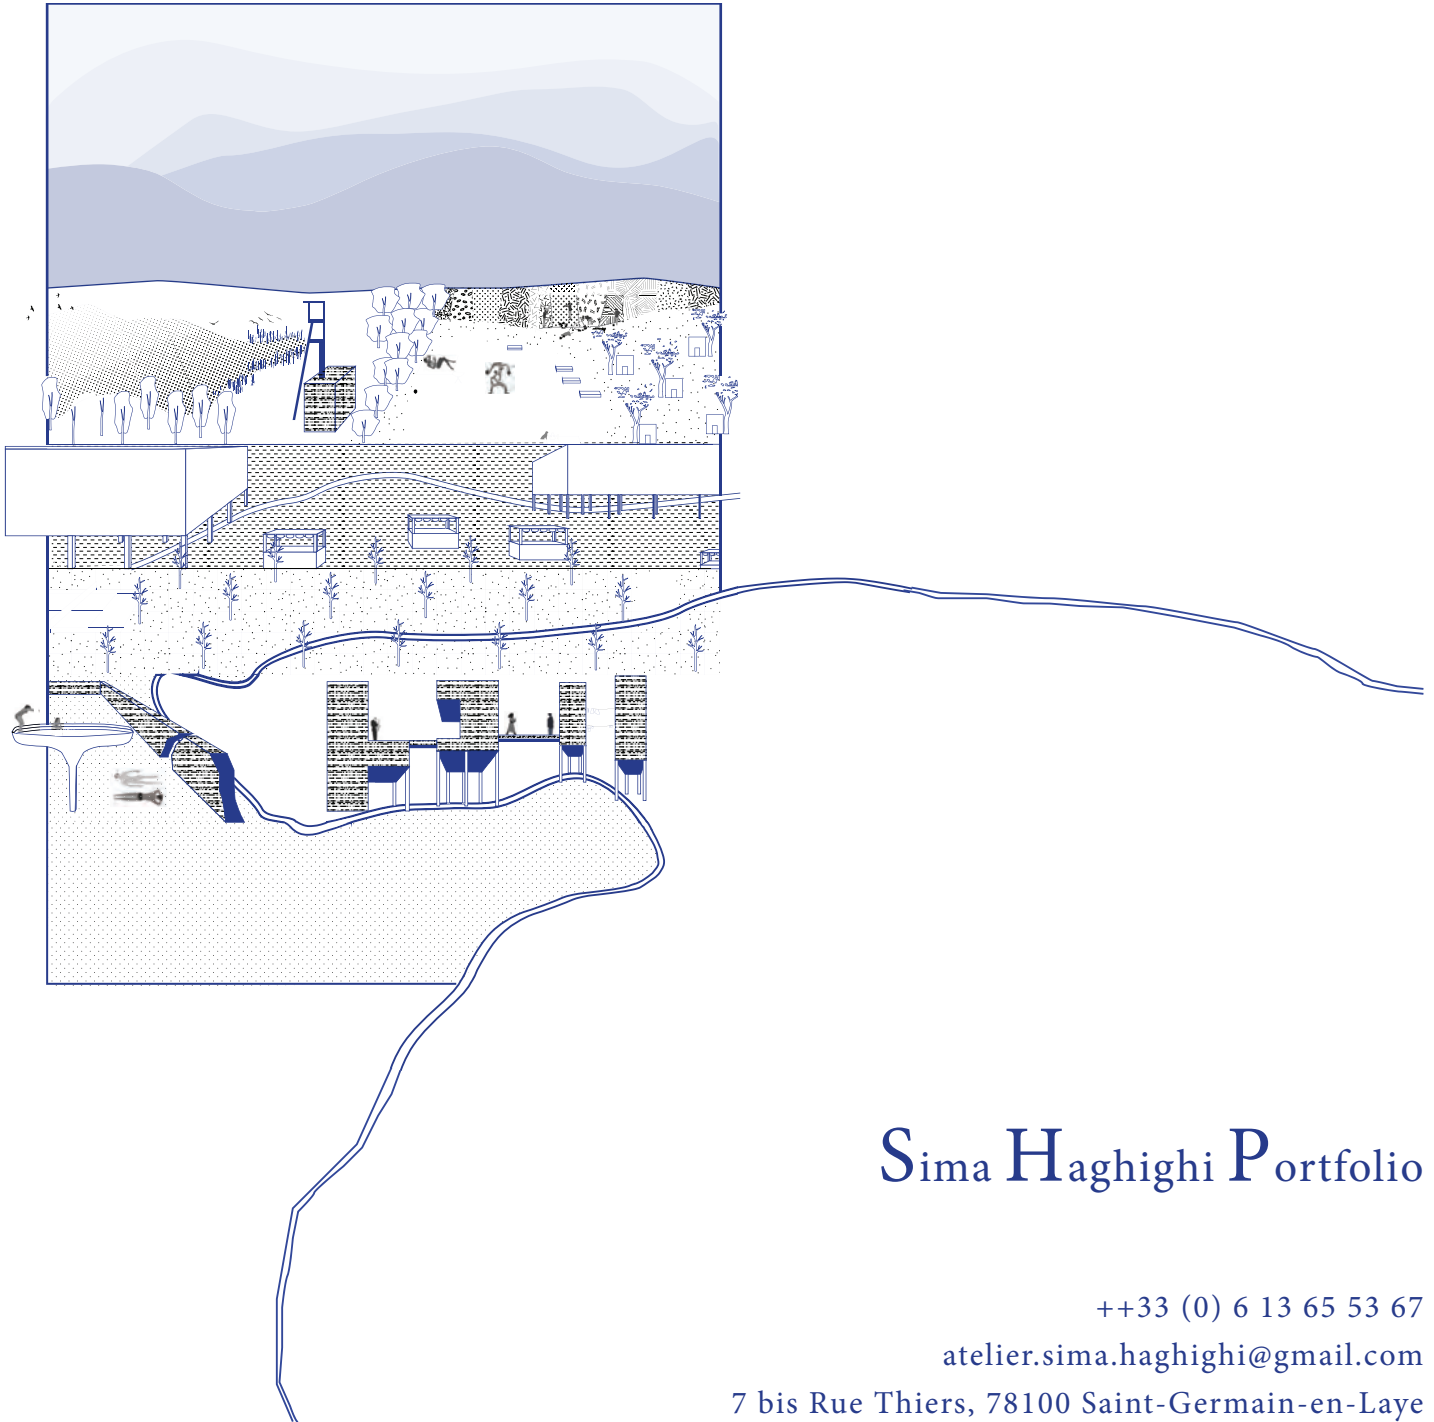 Sima Haghighi Portfolio
++33 (0) 6 13 65 53 67
atelier.sima.haghighi@gmail.com
7 bis Rue Thiers, 78100 Saint-Germain-en-Laye